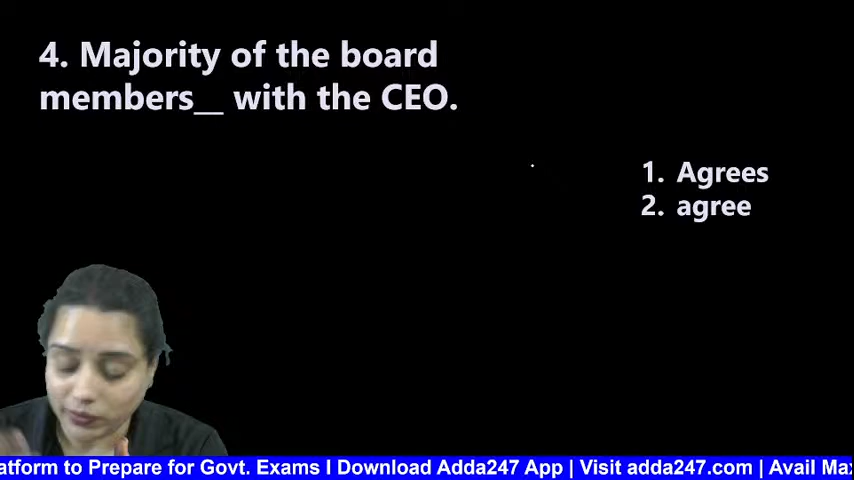 4. Majority of the board
members__ with the CEO.
1. Agrees
2. agree
atform to Prepare for Govt. Exams I Download Adda247 App | Visit adda247.com | Avail Ma